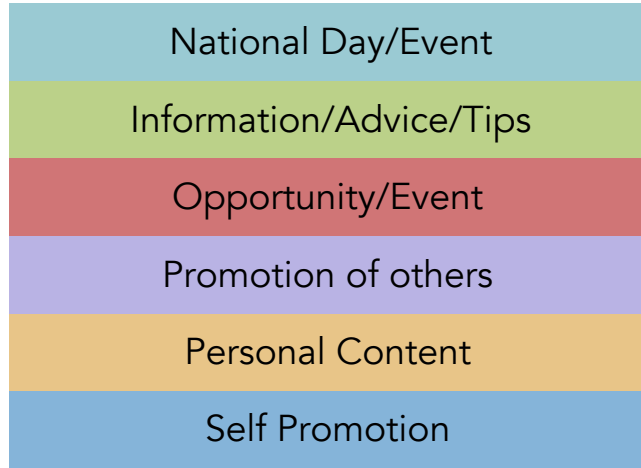 National Day/Event
Information/Advice/Tips
Opportunity/Event
Promotion of others
Personal Content
Self Promotion